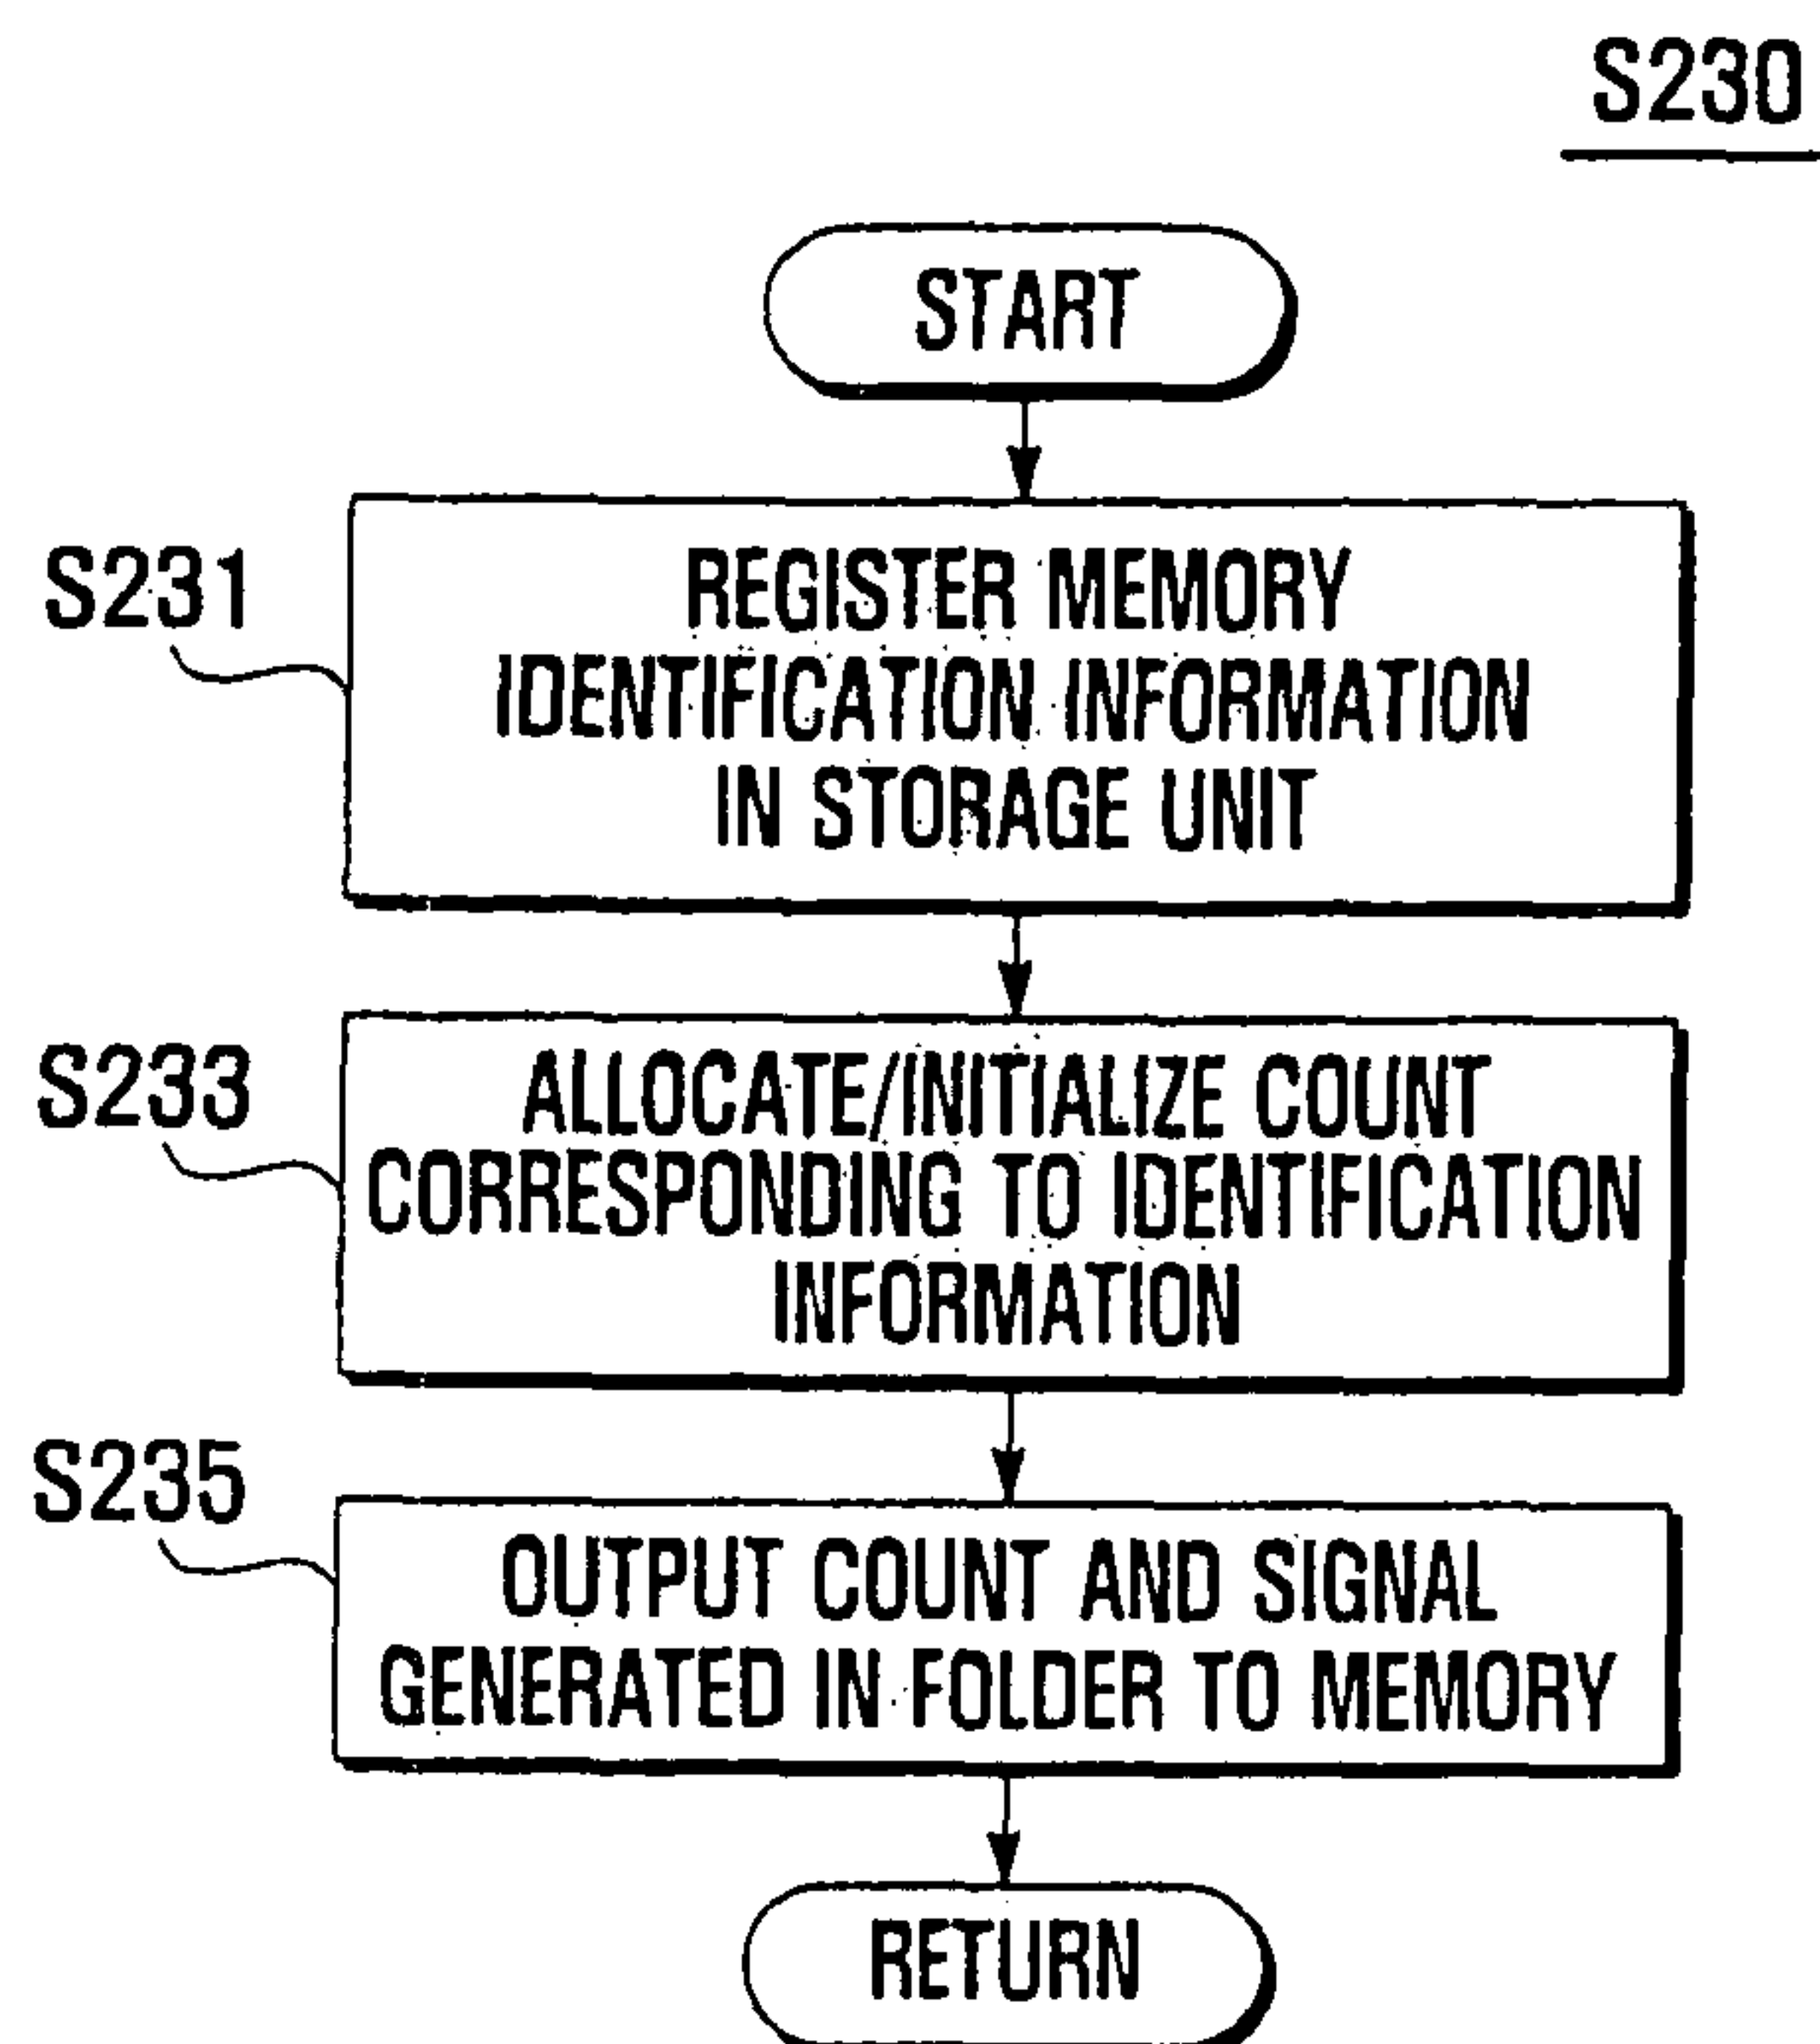 S230
START
S231
REGISTER MEMORY
IDENTIFICATION INFORMATION
IN STORAGE UNIT
S233
ALLOCATE/INITIALIZE COUNT
CORRESPONDING TO IDENTIFICATION
INFORMATION
S235
OUTPUT COUNT AND SIGNAL
GENERATED IN FOLDER TO MEMORY
RETURN